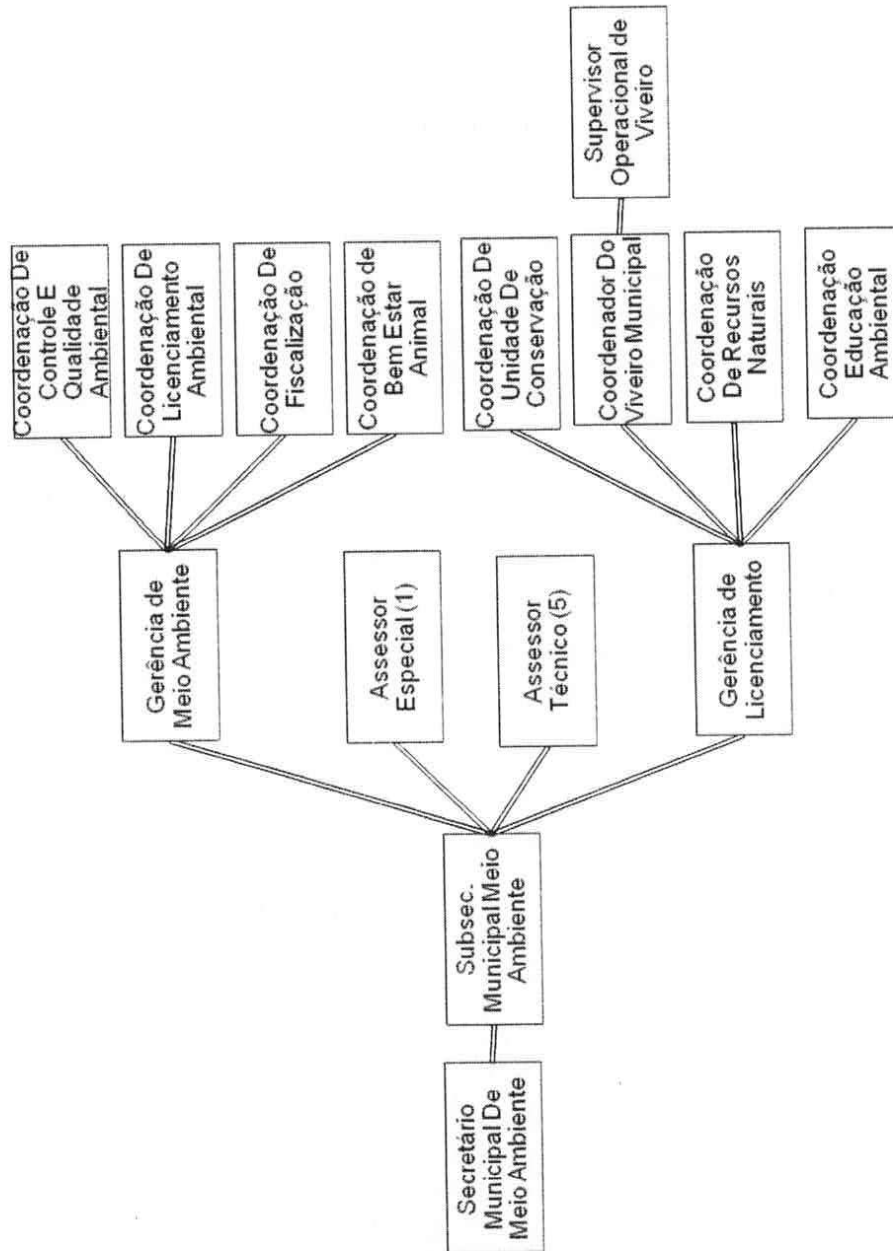 Secretário
Municipal De
Meio Ambiente
Subsec.
Municipal Meio
Ambiente
Gerência de
Meio Ambiente
Assessor
Especial (1)
Assessor
Técnico (5)
Gerência de
Licenciamento
Coordenação De
Controle E
Qualidade
Ambiental
Coordenação De
Licenciamento
Ambiental
Coordenação De
Fiscalização
Coordenação de
Bem Estar
Animal
Coordenação De
Unidade De
Conservação
Coordenador Do
Viveiro Municipal
Coordenação
De Recursos
Naturais
Coordenação
Educação
Ambiental
Supervisor
Operacional de
Viveiro